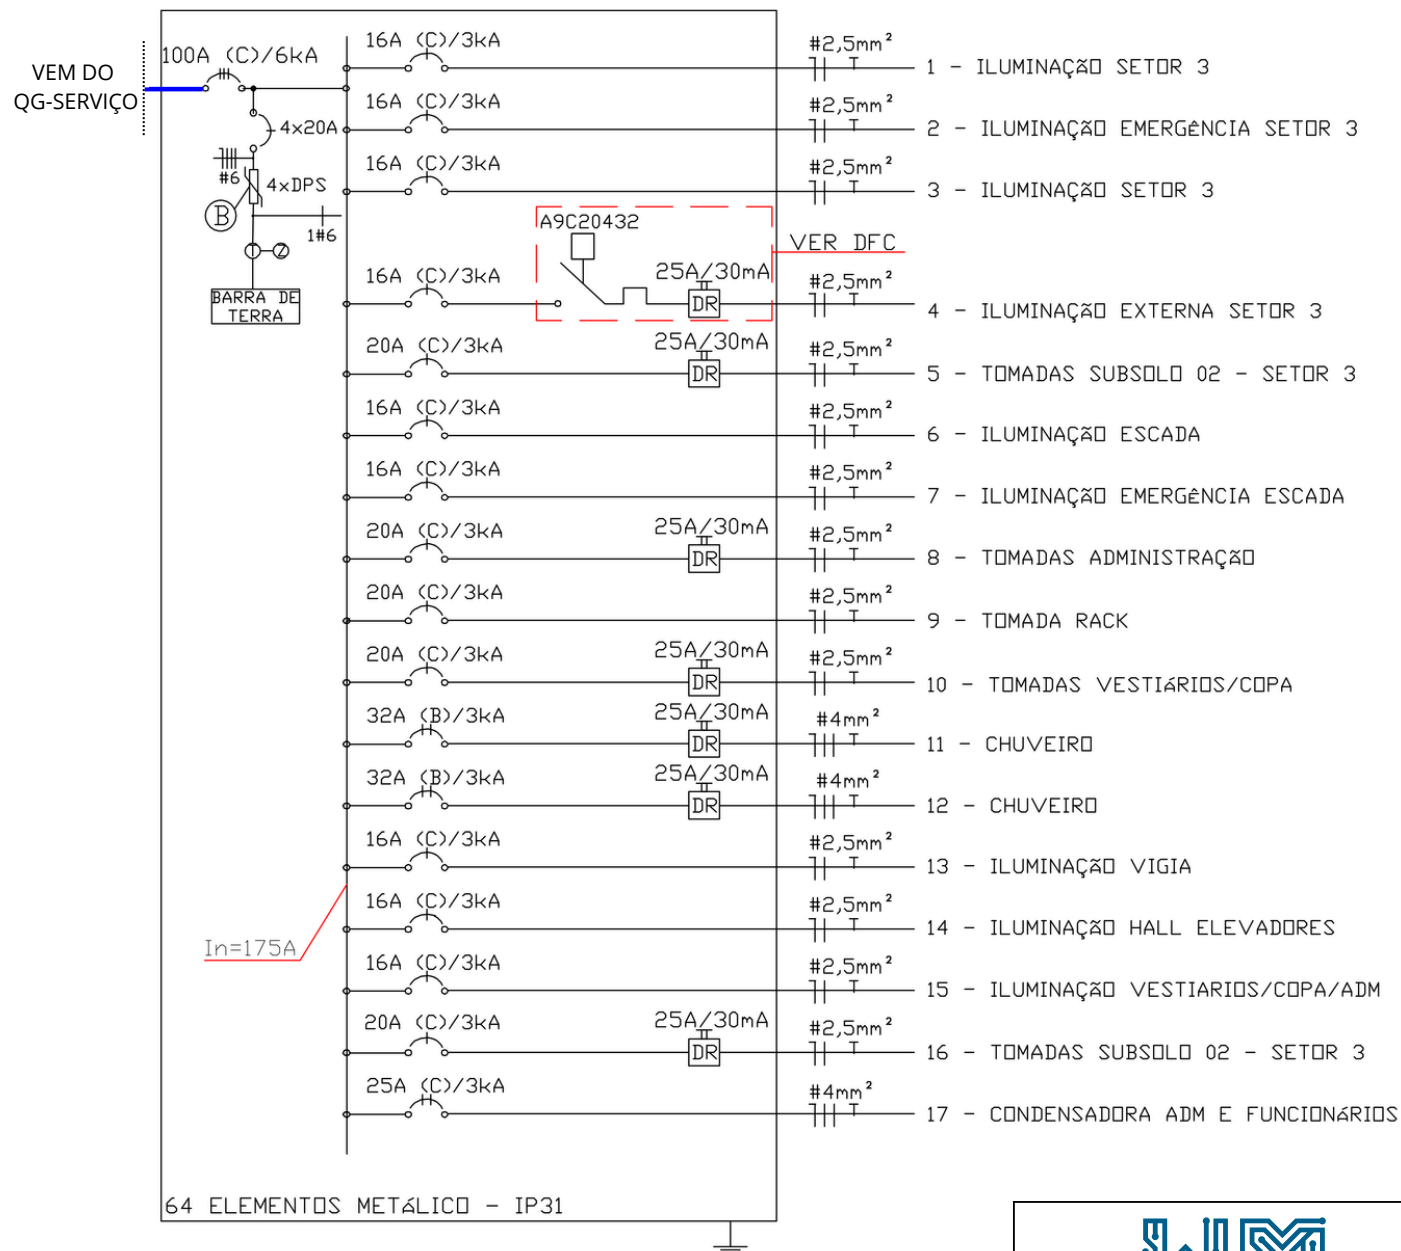 VEM DO
QG-SERVIÇO
100A (C)/6kA
4x20A
#6
4xDPS
B
1#6
T
2
BARRA DE
TERRA
16A (C)/3kA
#2,5mm²
1 - ILUMINAÇÃO SETOR 3
16A (C)/3kA
#2,5mm²
2 - ILUMINAÇÃO EMERGÊNCIA SETOR 3
16A (C)/3kA
#2,5mm²
3 - ILUMINAÇÃO SETOR 3
A9C20432
VER DFC
16A (C)/3kA
25A/30mA
DR
#2,5mm²
4 - ILUMINAÇÃO EXTERNA SETOR 3
20A (C)/3kA
25A/30mA
DR
#2,5mm²
5 - TOMADAS SUBSOLO 02 - SETOR 3
16A (C)/3kA
#2,5mm²
6 - ILUMINAÇÃO ESCADA
16A (C)/3kA
#2,5mm²
7 - ILUMINAÇÃO EMERGÊNCIA ESCADA
20A (C)/3kA
25A/30mA
DR
#2,5mm²
8 - TOMADAS ADMINISTRAÇÃO
20A (C)/3kA
#2,5mm²
9 - TOMADA RACK
20A (C)/3kA
25A/30mA
DR
#2,5mm²
10 - TOMADAS VESTIÁRIOS/COPA
32A (B)/3kA
25A/30mA
DR
#4mm²
11 - CHUVEIRO
32A (B)/3kA
25A/30mA
DR
#4mm²
12 - CHUVEIRO
16A (C)/3kA
#2,5mm²
13 - ILUMINAÇÃO VIGIA
16A (C)/3kA
#2,5mm²
14 - ILUMINAÇÃO HALL ELEVADORES
In=175A
16A (C)/3kA
#2,5mm²
15 - ILUMINAÇÃO VESTIARIOS/COPA/ADM
20A (C)/3kA
25A/30mA
DR
#2,5mm²
16 - TOMADAS SUBSOLO 02 - SETOR 3
25A (C)/3kA
#4mm²
17 - CONDENSADORA ADM E FUNCIONÁRIOS
64 ELEMENTOS METÁLICO - IP31